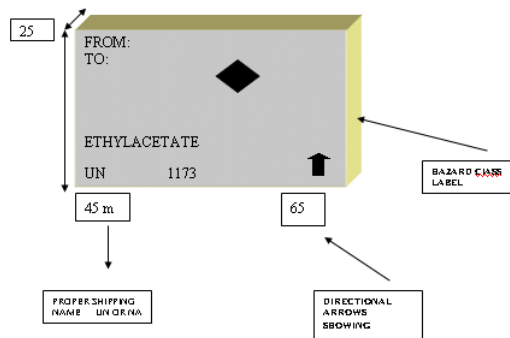 25
FROM:
TO:
ETHYLACETATE
UN 1173
45 m
65
BAZARD CIASS
LABEL
PROPER SHIPPING
NAME UN OR NA
DIRECTIONAL
ARROWS
SBOWING